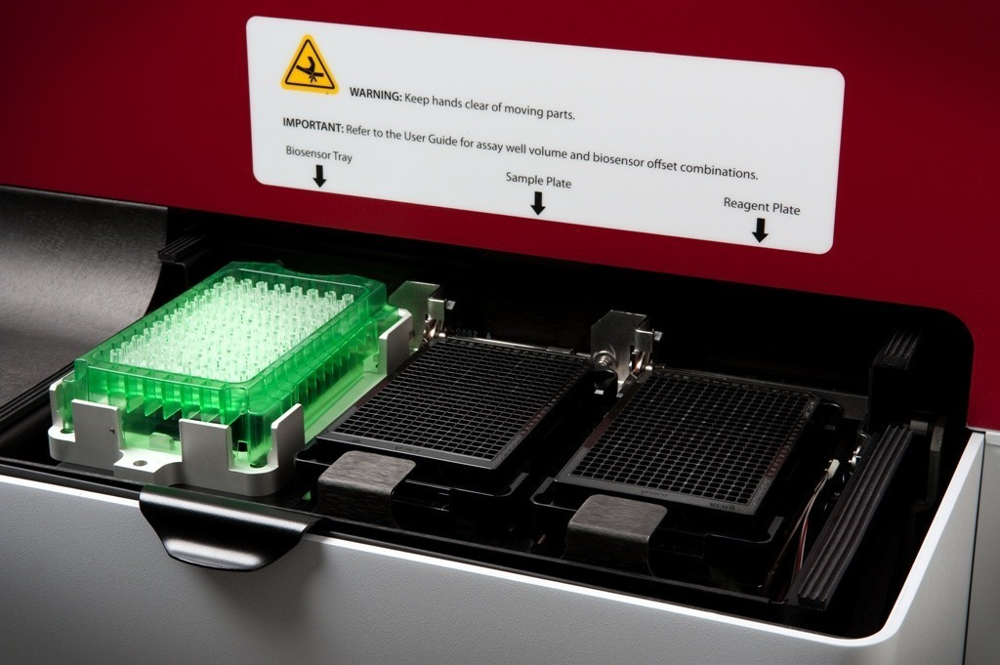 WARNING: Keep hands clear of moving parts.
IMPORTANT: Refer to the User Guide for assay well volume and biosensor offset combinations.
Biosensor Tray
Sample Plate
Reagent Plate